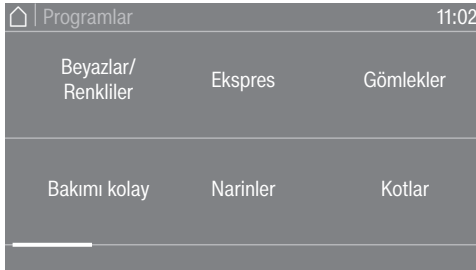 Programlar 11:02
Beyazlar/
Renkliler Ekspres Gömlekler
Bakımı kolay Narinler Kotlar